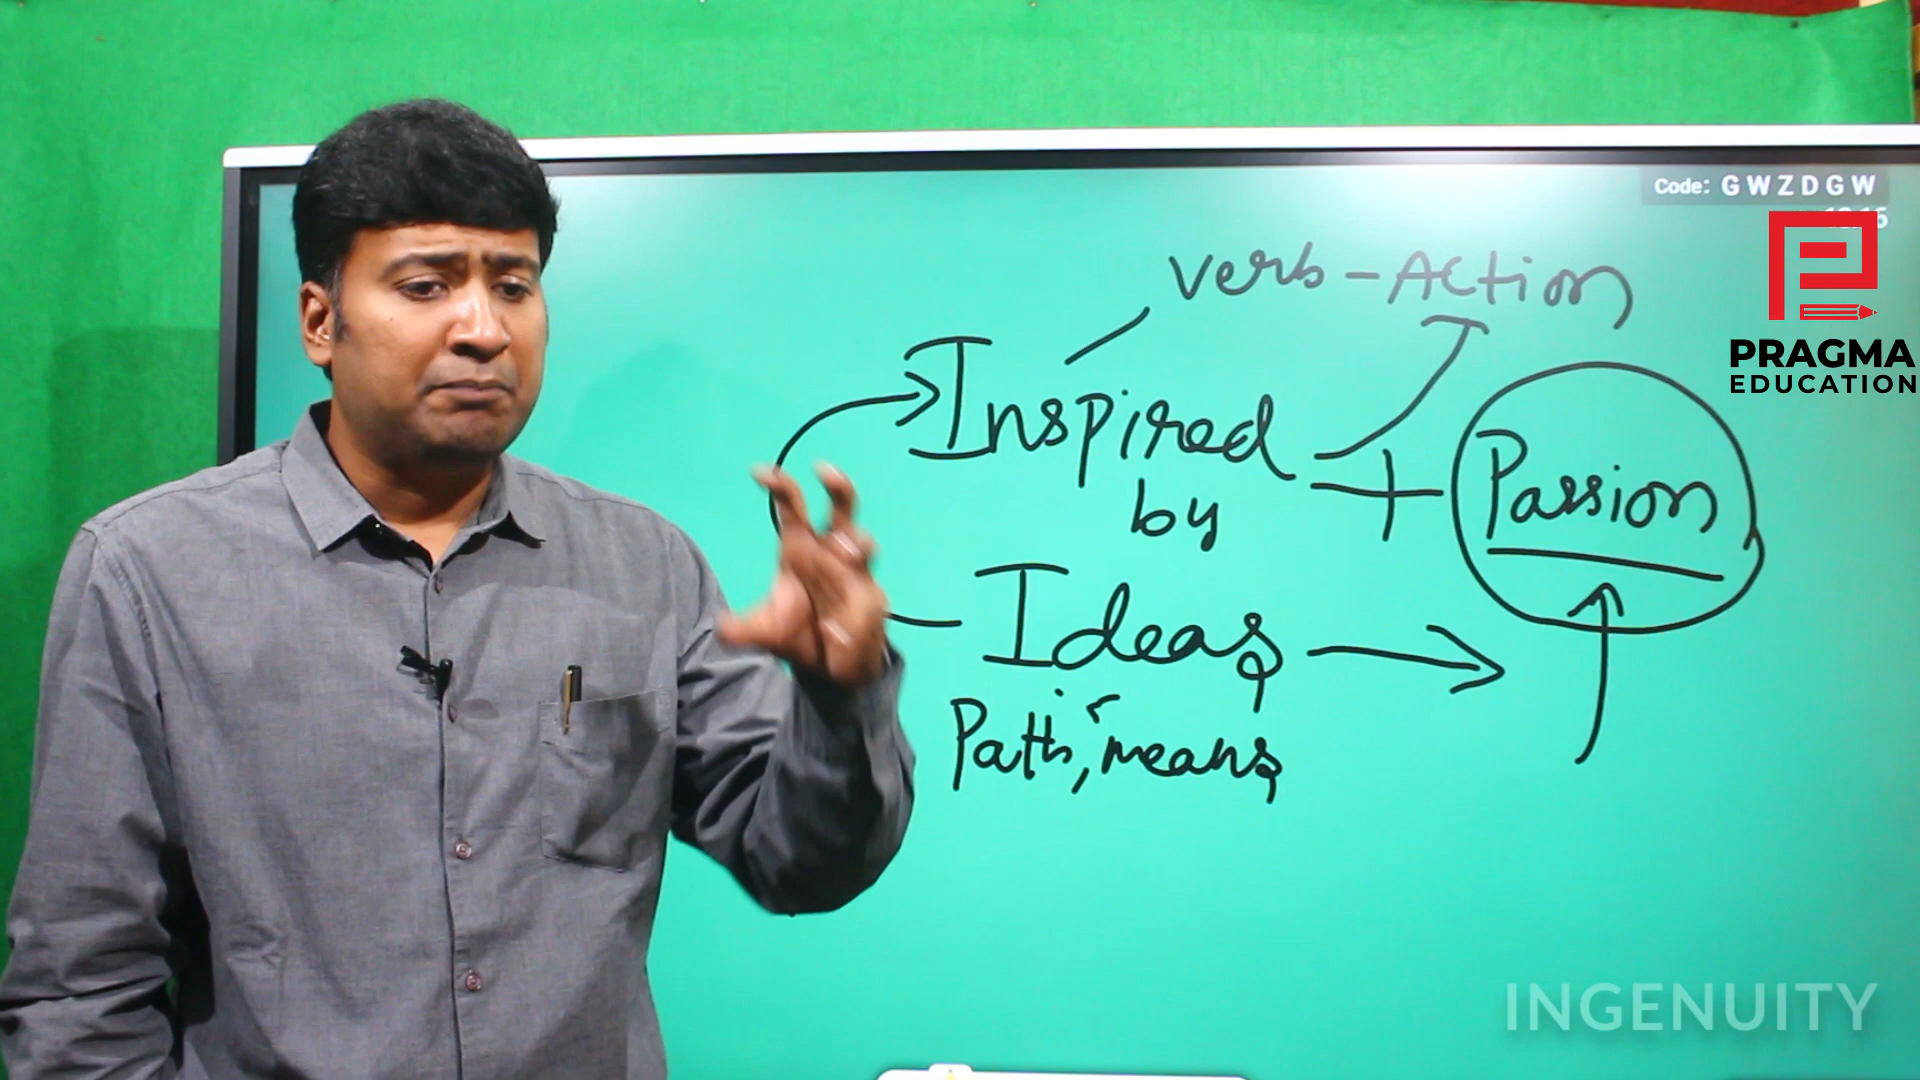 Code: GWZDGW
PRAGMA
EDUCATION
Verb - Action
Inspired + Passion
by
Ideas
Path, means
INGENUITY